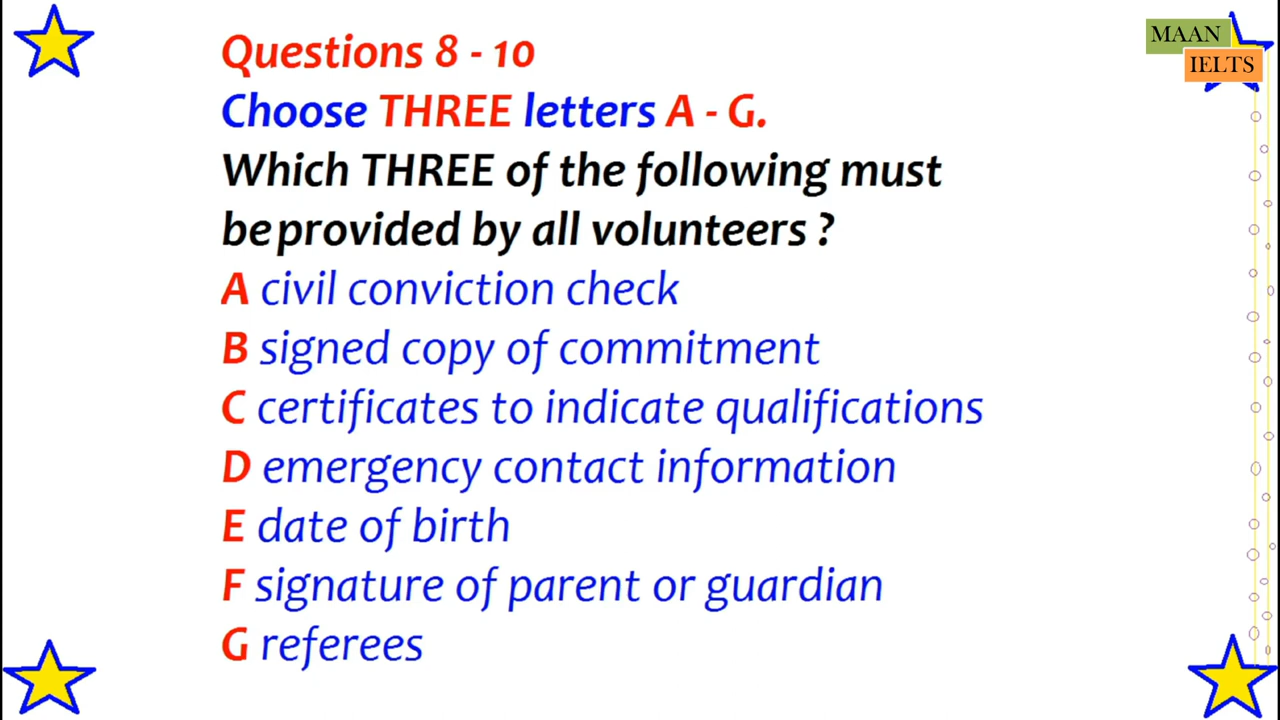 MAAN
IELTS
Questions 8 - 10
Choose THREE letters A - G.
Which THREE of the following must
be provided by all volunteers ?
A civil conviction check
B signed copy of commitment
C certificates to indicate qualifications
D emergency contact information
E date of birth
F signature of parent or guardian
G referees